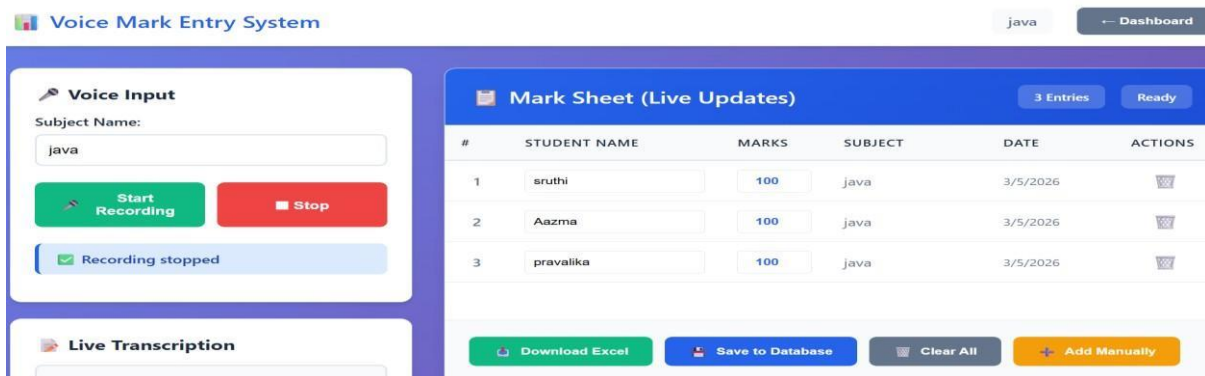 Voice Mark Entry System
java
← Dashboard
Voice Input
Subject Name:
java
Start
Recording
Stop
Recording stopped
Live Transcription
Mark Sheet (Live Updates)
3 Entries
Ready
# STUDENT NAME MARKS SUBJECT DATE ACTIONS
1 sruthi 100 java 3/5/2026
2 Aazma 100 java 3/5/2026
3 pravalika 100 java 3/5/2026
Download Excel
Save to Database
Clear All
Add Manually